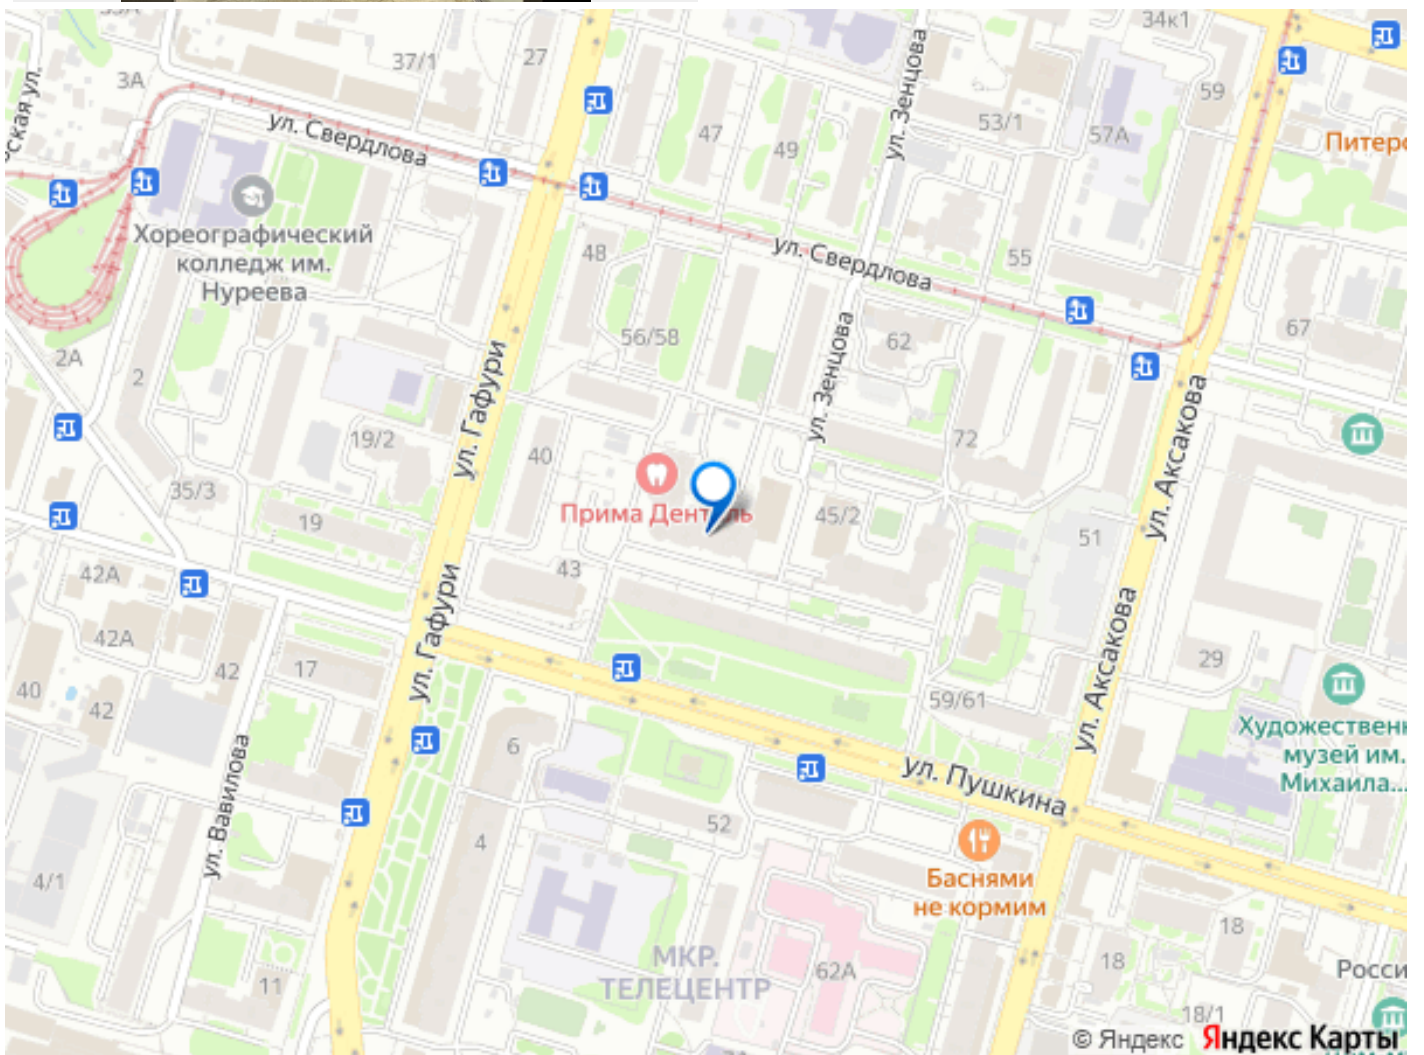 34к1
37/1
27
3А
59
ул. Зенцова
53/1
57А
ул. Свердлова
47
49
Питер
Хореографический
колледж им.
Нуреева
48
ул. Свердлова
55
56/58
62
67
2А
2
ул. Гафури
ул. Зенцова
ул. Аксакова
19/2
40
72
35/3
19
Прима Дент ль
45/2
51
43
42А
ул. Гафури
42А
42
17
40
42
29
ул. Аксакова
59/61
Художествен
музей им.
Михаила...
6
ул. Пушкина
ул. Вавилова
4
52
4/1
Баснями
не кормим
МКР.
ТЕЛЕЦЕНТР
62А
18
18
Росси
11
18/1
© Яндекс Яндекс Карты